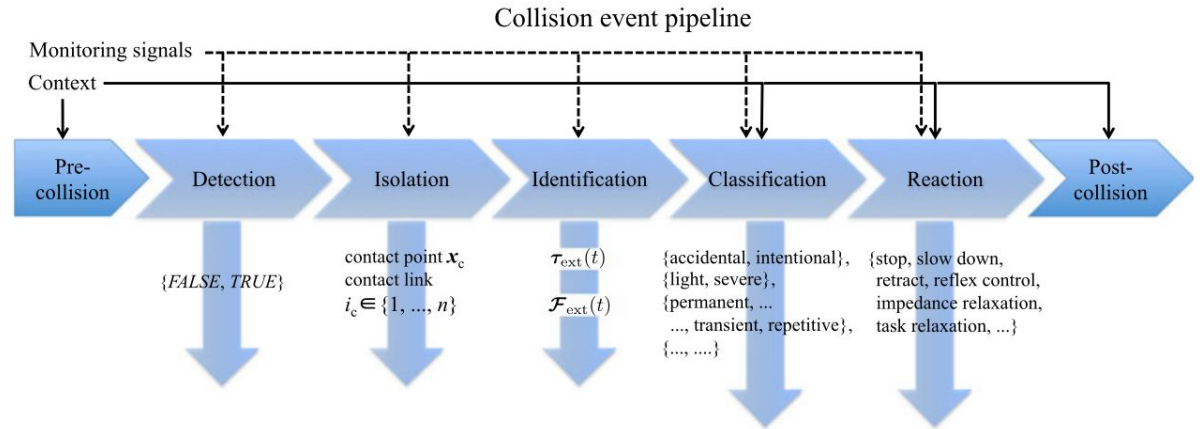 Collision event pipeline
Monitoring signals
Context
Pre-
collision
Detection
Isolation
Identification
Classification
Reaction
Post-
collision
{FALSE, TRUE}
contact point 𝒙c
contact link
ic ∈ {1, ..., n}
τext(t)
ℱext(t)
{accidental, intentional},
{light, severe},
{permanent, ...
..., transient, repetitive},
{..., ....}
{stop, slow down,
retract, reflex control,
impedance relaxation,
task relaxation, ...}